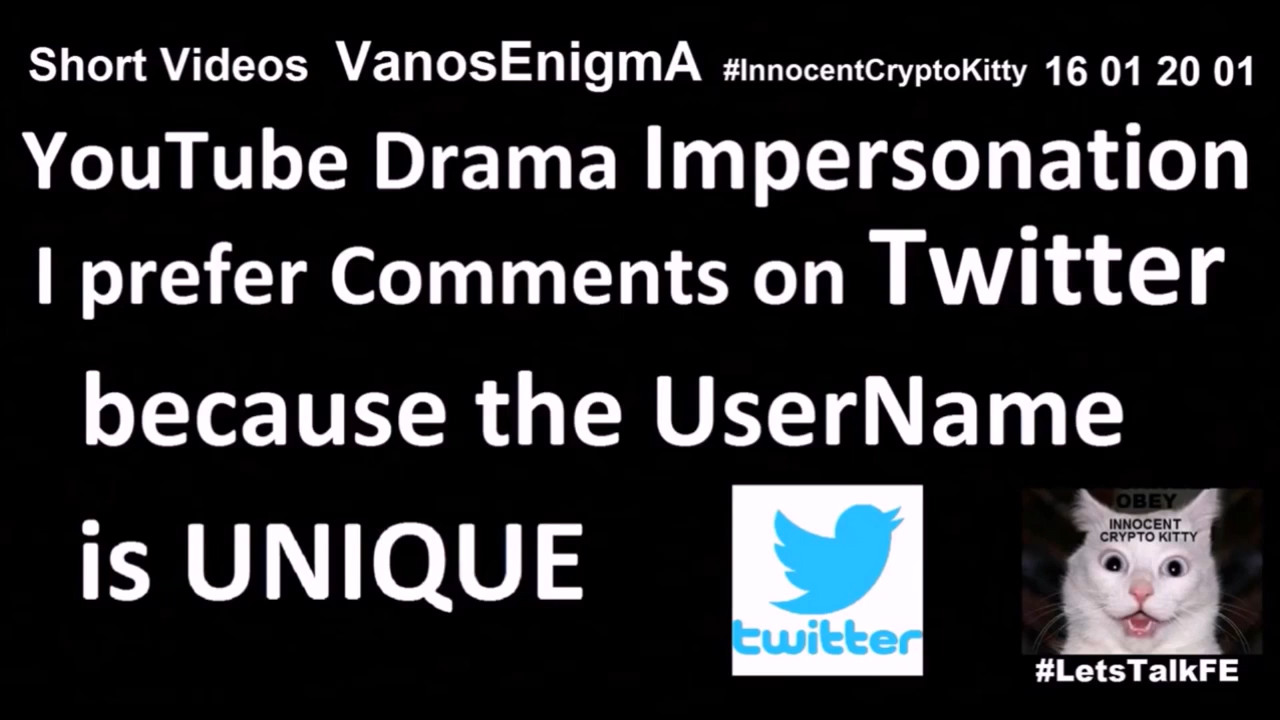 Short Videos VanosEnigmA #InnocentCryptoKitty 16 01 20 01
YouTube Drama Impersonation
I prefer Comments on Twitter
because the UserName
is UNIQUE
twitter
OBEY
INNOCENT
CRYPTO KITTY
#LetsTalkFE